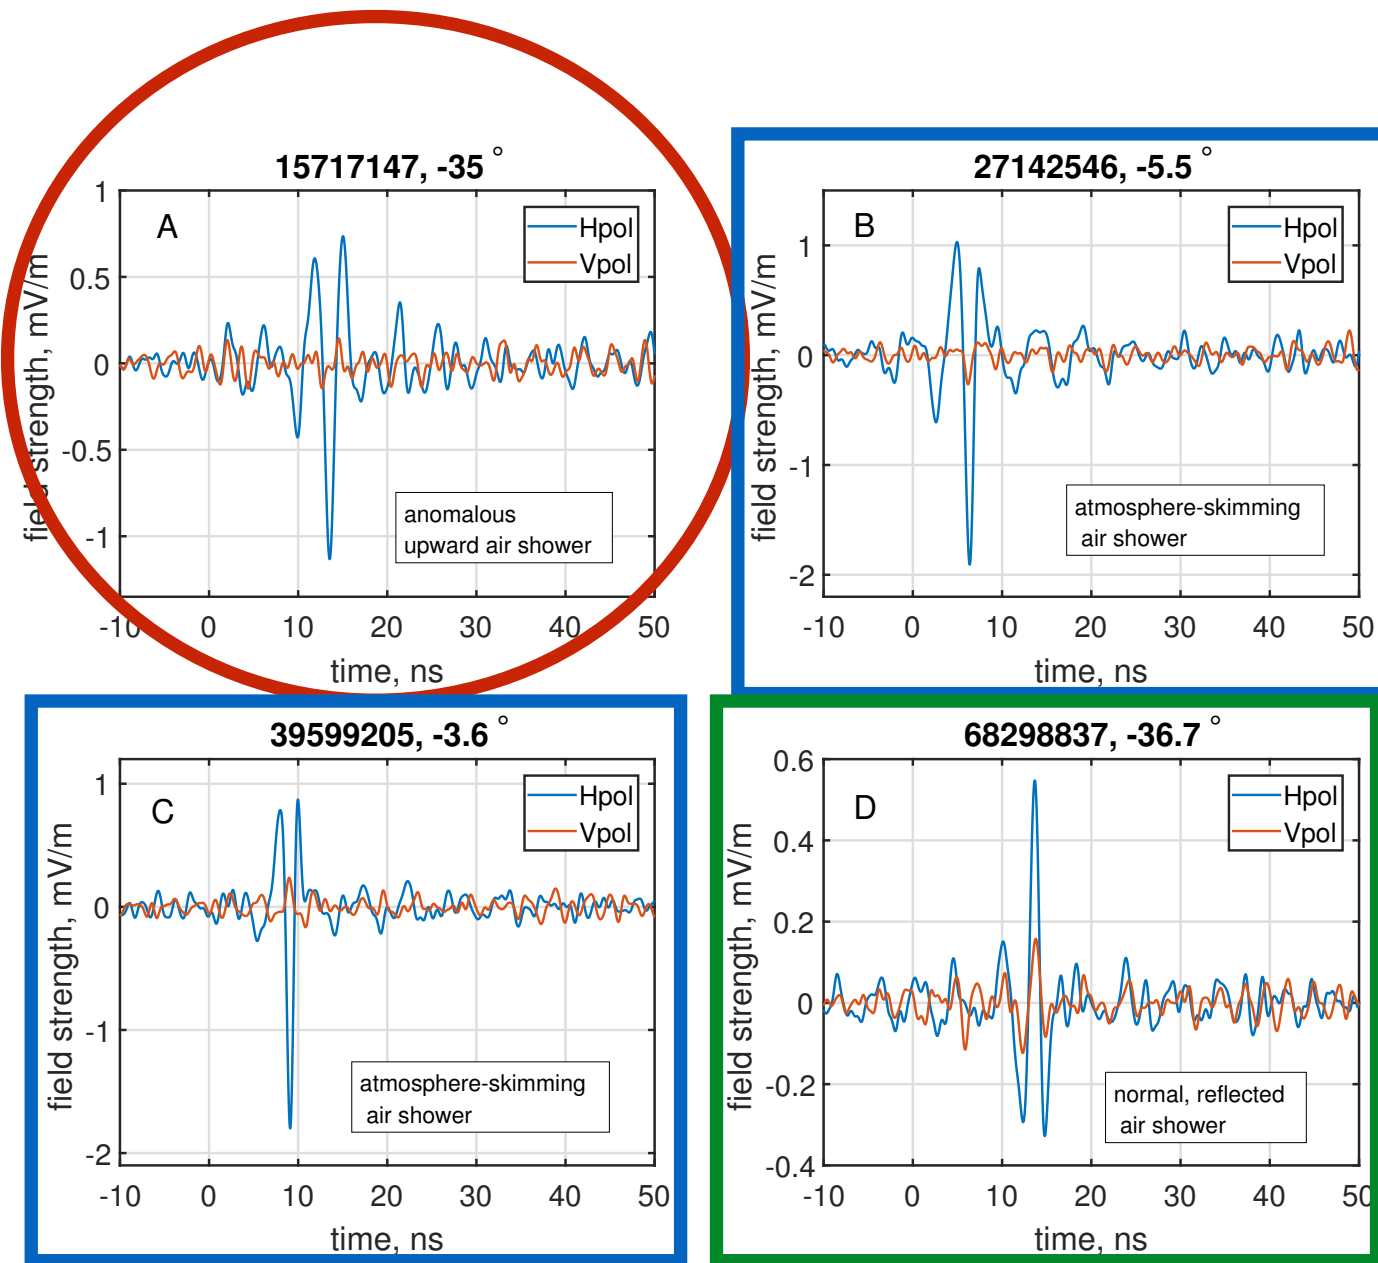 15717147, -35 °
A
Hpol
Vpol
1
0.5
0
-0.5
-1
field strength, mV/m
anomalous
upward air shower
-10 0 10 20 30 40 50
time, ns
27142546, -5.5 °
B
Hpol
Vpol
1
0
-1
-2
field strength, mV/m
atmosphere-skimming
air shower
-10 0 10 20 30 40 50
time, ns
39599205, -3.6 °
C
Hpol
Vpol
1
0
-1
-2
field strength, mV/m
atmosphere-skimming
air shower
-10 0 10 20 30 40 50
time, ns
68298837, -36.7 °
D
Hpol
Vpol
0.6
0.4
0.2
0
-0.2
-0.4
field strength, mV/m
normal, reflected
air shower
-10 0 10 20 30 40 50
time, ns